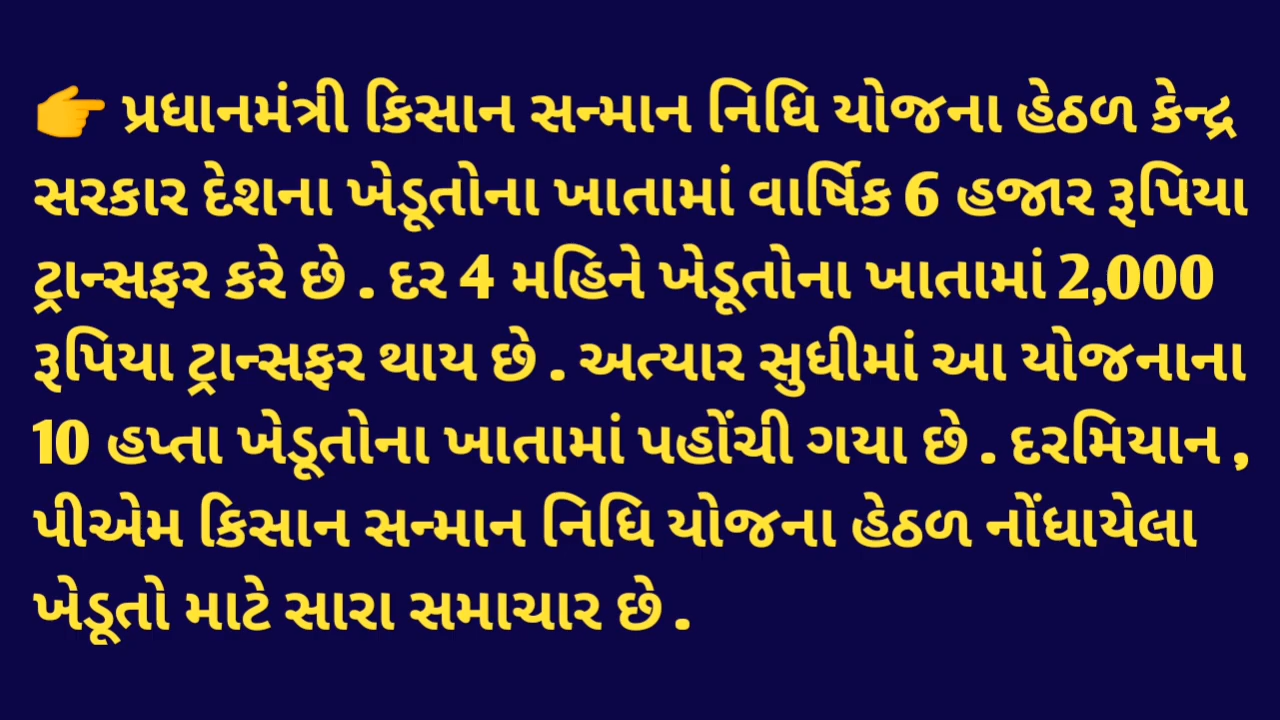 👉 પ્રધાનમંત્રી કિસાન સન્માન નિધિ યોજના હેઠળ કેન્દ્ર
સરકાર દેશના ખેડૂતોના ખાતામાં વાર્ષિક 6 હજાર રૂપિયા
ટ્રાન્સફર કરે છે . દર 4 મહિને ખેડૂતોના ખાતામાં 2,000
રૂપિયા ટ્રાન્સફર થાય છે . અત્યાર સુધીમાં આ યોજનાના
10 હપ્તા ખેડૂતોના ખાતામાં પહોંચી ગયા છે . દરમિયાન ,
પીએમ કિસાન સન્માન નિધિ યોજના હેઠળ નોંધાયેલા
ખેડૂતો માટે સારા સમાચાર છે .